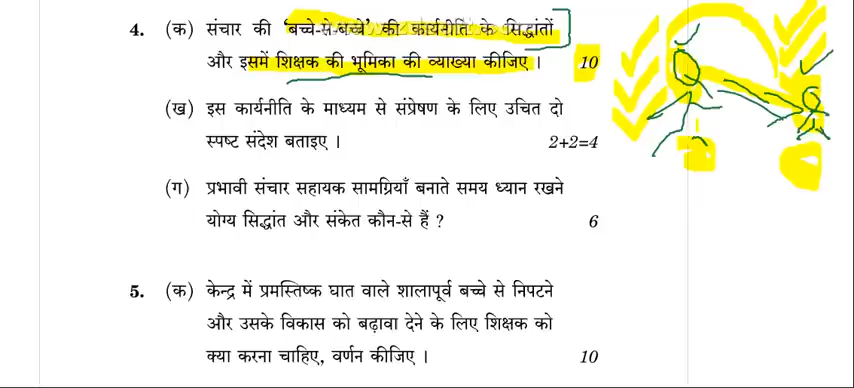 4. (क) संचार की 'बच्चे-से-बच्चे' की कार्यनीति के सिद्धांतों
और इसमें शिक्षक की भूमिका की व्याख्या कीजिए । 10
(ख) इस कार्यनीति के माध्यम से संप्रेषण के लिए उचित दो
स्पष्ट संदेश बताइए । 2+2=4
(ग) प्रभावी संचार सहायक सामग्रियाँ बनाते समय ध्यान रखने
योग्य सिद्धांत और संकेत कौन-से हैं ? 6
5. (क) केन्द्र में प्रमस्तिष्क घात वाले शालापूर्व बच्चे से निपटने
और उसके विकास को बढ़ावा देने के लिए शिक्षक को
क्या करना चाहिए, वर्णन कीजिए । 10